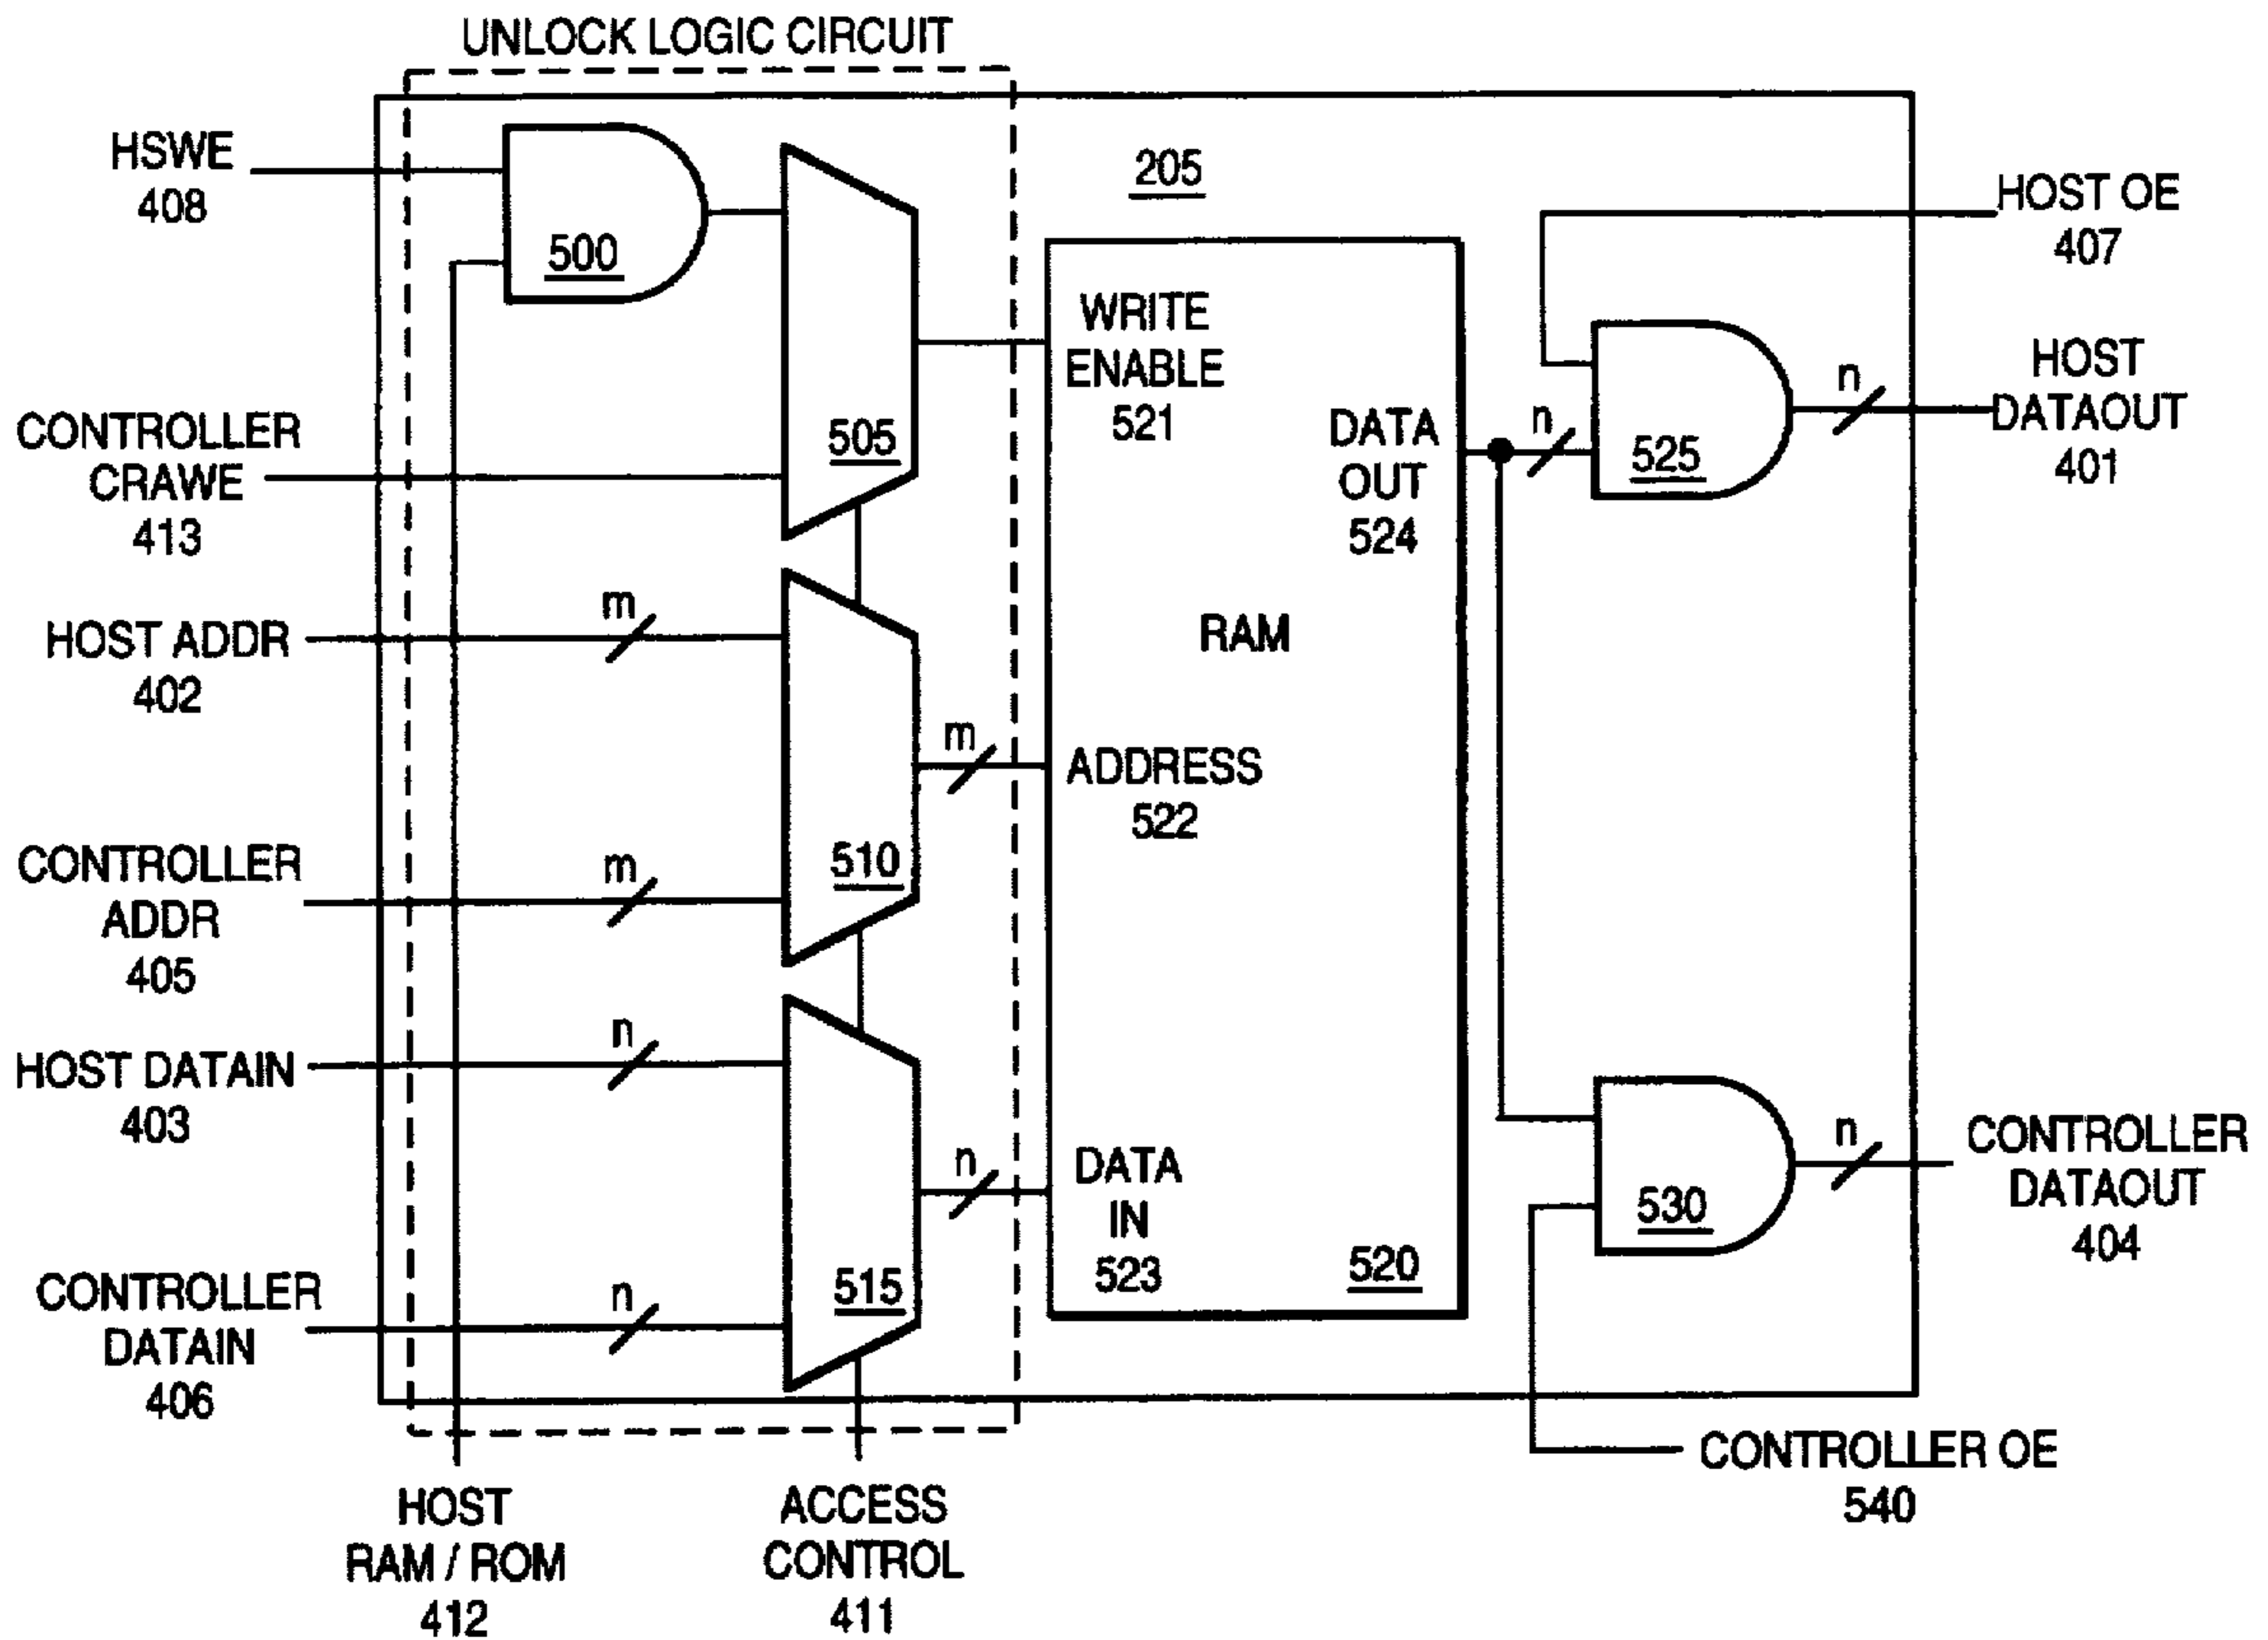 UNLOCK LOGIC CIRCUIT
HSWE
408
500
CONTROLLER
CRAWE
413
505
HOST ADDR
402
m
CONTROLLER
ADDR
405
m
510
m
HOST DATAIN
403
n
CONTROLLER
DATAIN
406
n
515
n
HOST
RAM / ROM
412
ACCESS
CONTROL
411
205
WRITE
ENABLE
521
DATA
OUT
524
RAM
ADDRESS
522
DATA
IN
523
520
n
525
HOST OE
407
n
HOST
DATAOUT
401
530
n
CONTROLLER
DATAOUT
404
CONTROLLER OE
540